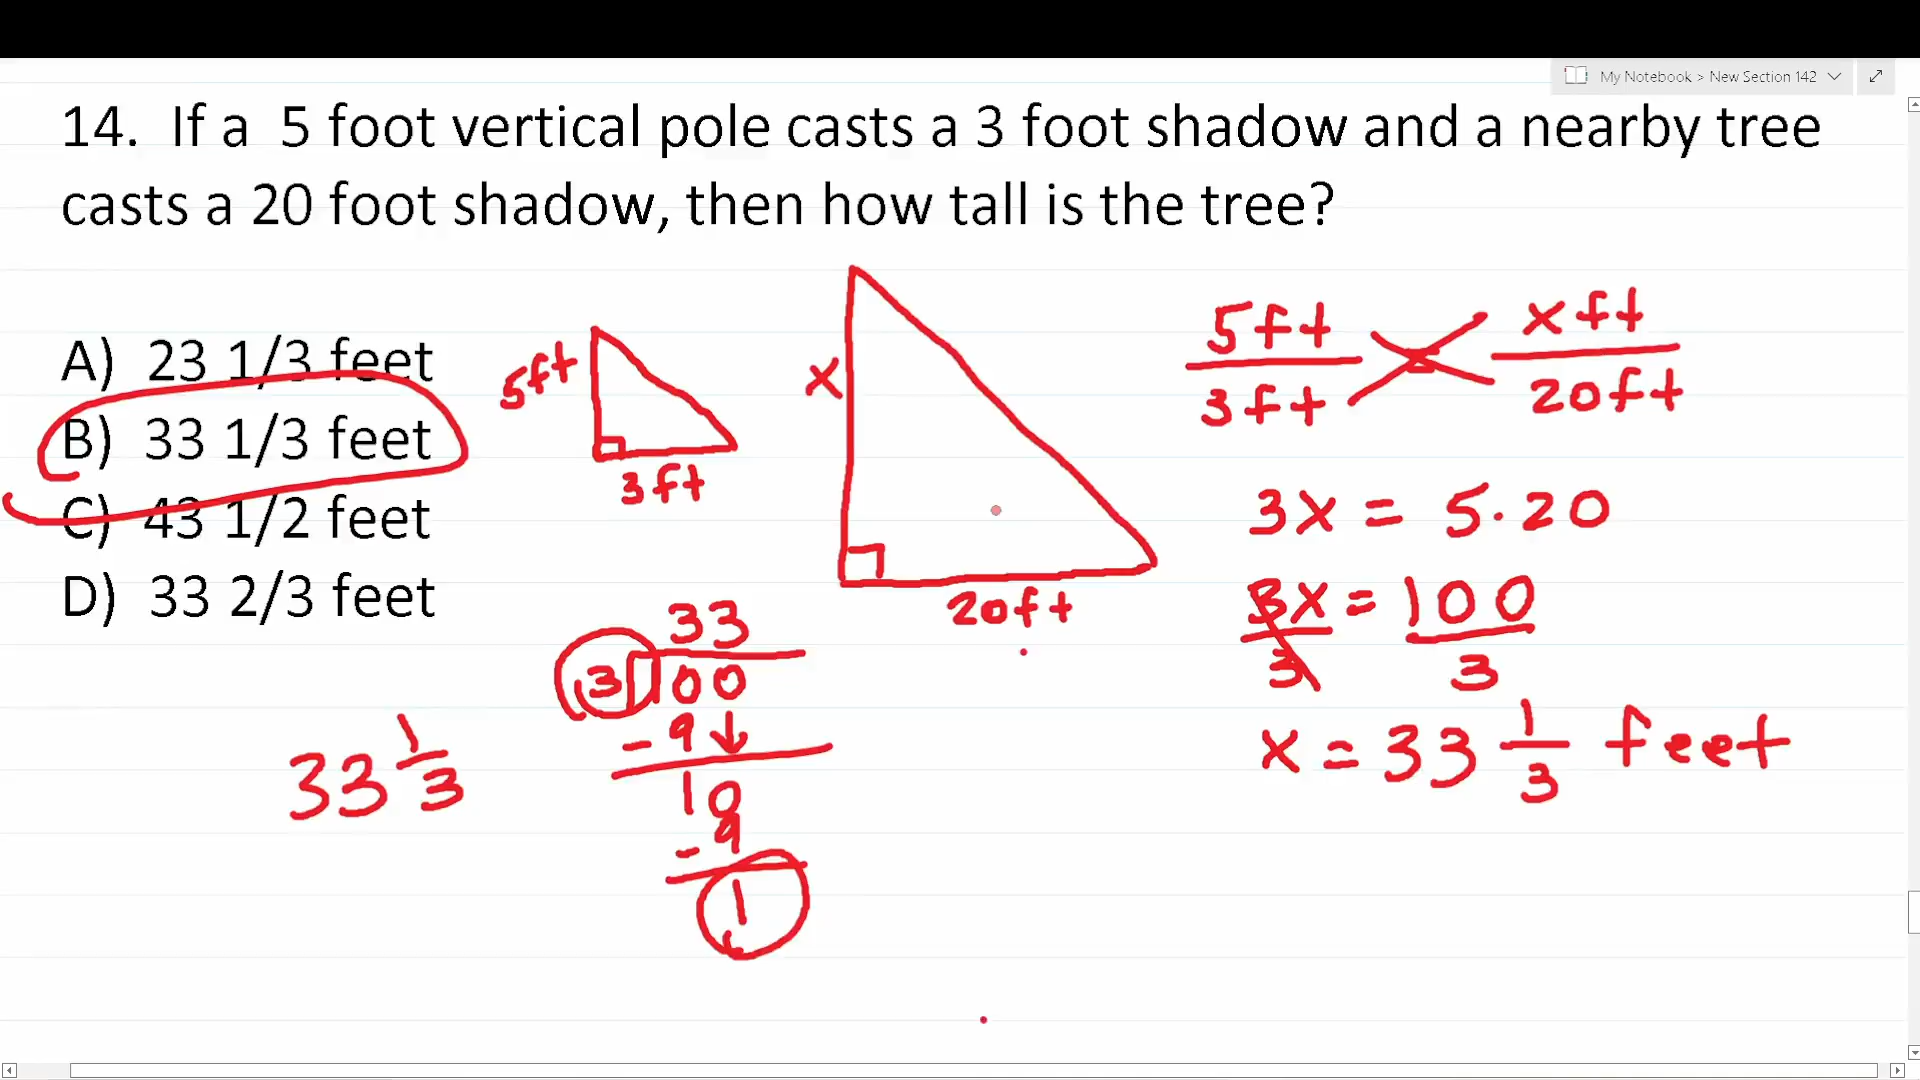 My Notebook > New Section 142
14. If a 5 foot vertical pole casts a 3 foot shadow and a nearby tree
casts a 20 foot shadow, then how tall is the tree?
A) 23 1/3 feet
B) 33 1/3 feet
C) 43 1/2 feet
D) 33 2/3 feet
5ft
3ft
x
20ft
5ft
3ft
xft
20ft
3x = 5·20
3x = 100
3
3
x = 33 1/3 feet
33
3 100
- 9
10
- 9
1
33 1/3